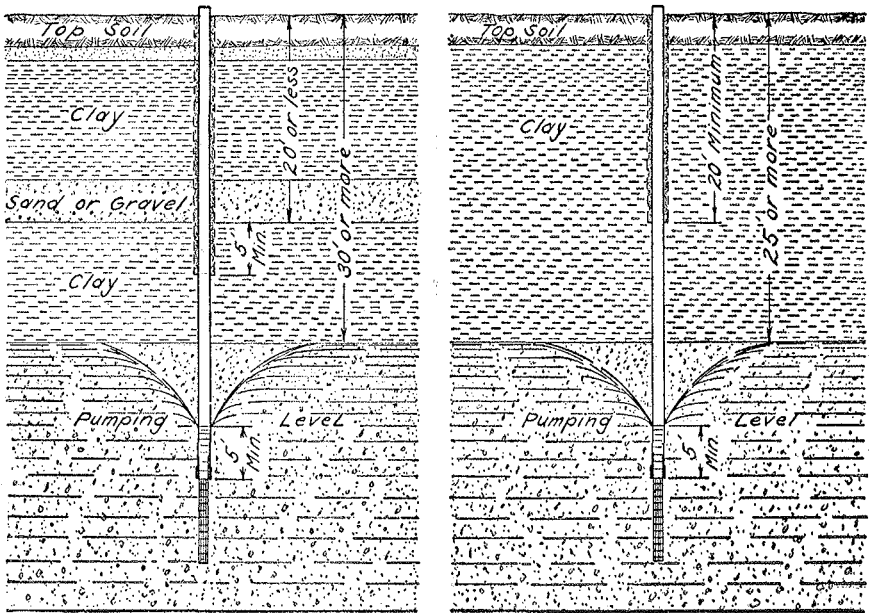 Top Soil
Clay
20' or less
30' or more
Sand or Gravel
5'
Min.
Clay
Pumping Level
5'
Min.
Top Soil
Clay
20' Minimum
25' or more
Pumping Level
5'
Min.